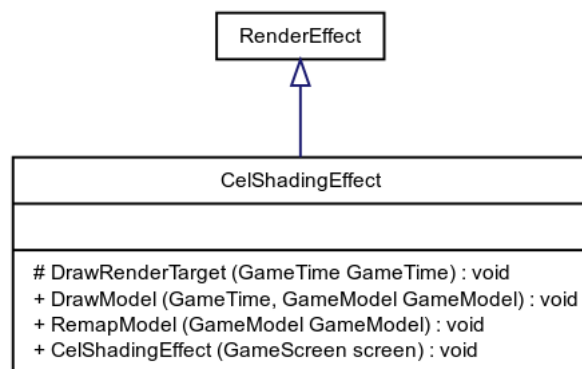 RenderEffect
CelShadingEffect
# DrawRenderTarget (GameTime GameTime) : void
+ DrawModel (GameTime, GameModel GameModel) : void
+ RemapModel (GameModel GameModel) : void
+ CelShadingEffect (GameScreen screen) : void